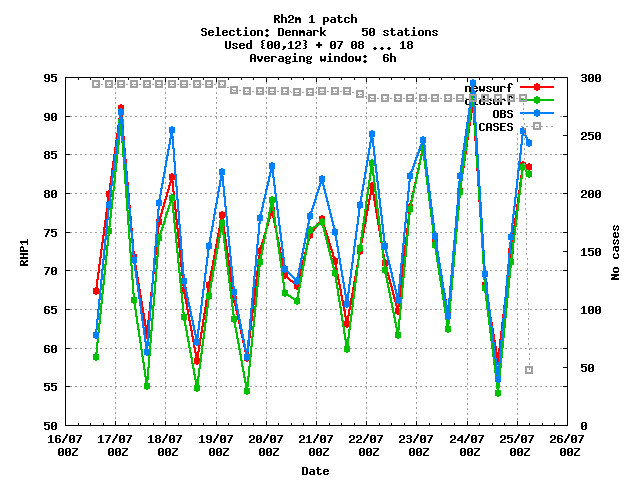 Rh2m 1 patch
Selection: Denmark     50 stations
Used {00,12} + 07 08 ... 18
Averaging window:  6h
95 300
newsurf
oldsurf
OBS
CASES
90 250
85
80 200
75
RHP1 No cases
70 150
65 100
60
55 50
50 0
16/07 17/07 18/07 19/07 20/07 21/07 22/07 23/07 24/07 25/07 26/07
00Z 00Z 00Z 00Z 00Z 00Z 00Z 00Z 00Z 00Z 00Z
Date